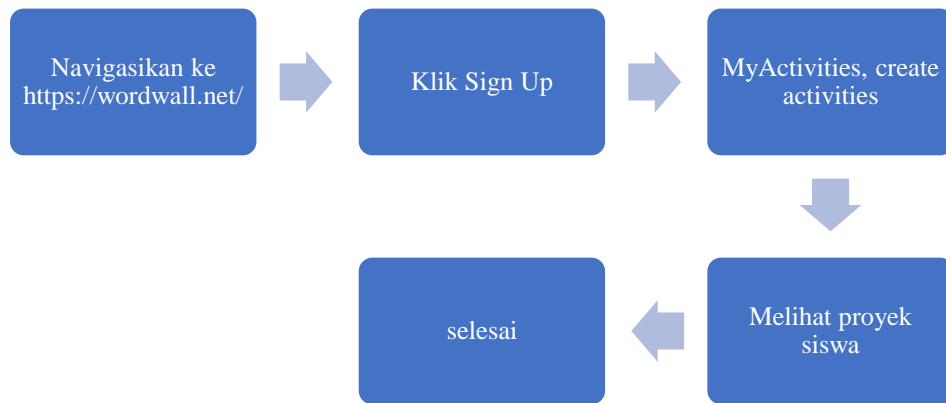 Navigasikan ke
https://wordwall.net/
Klik Sign Up
MyActivities, create
activities
Melihat proyek
siswa
selesai